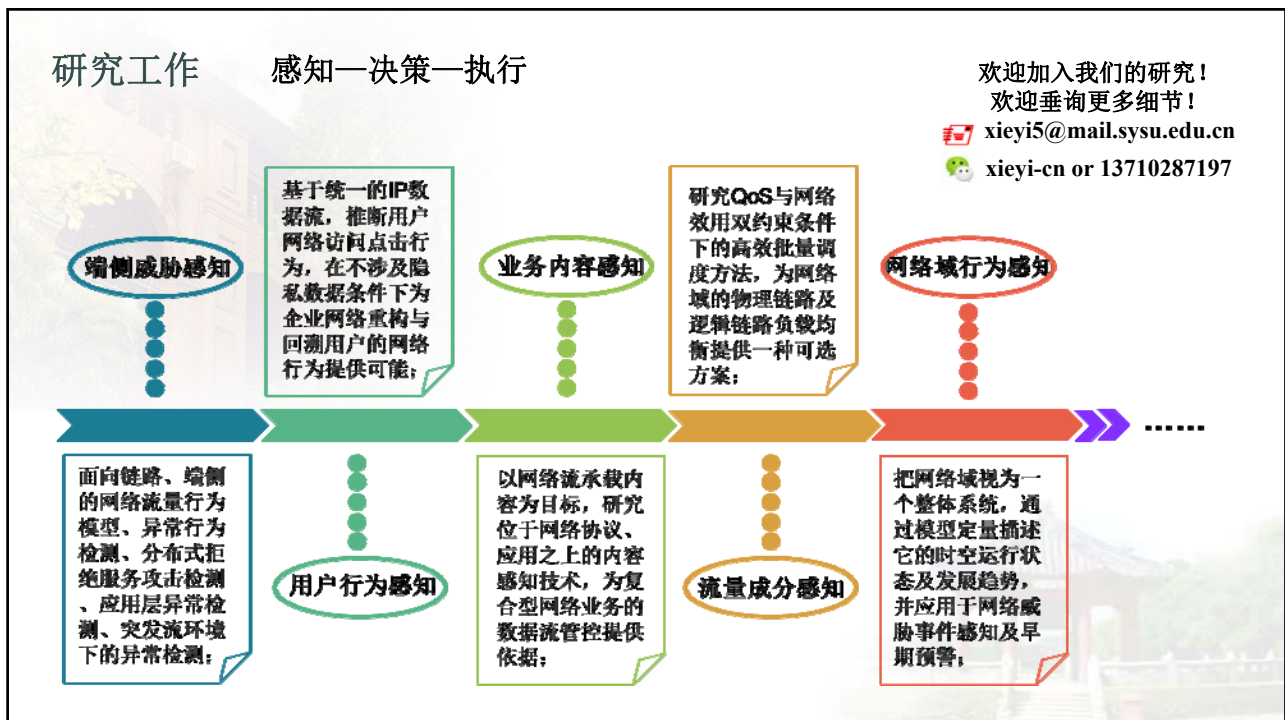 研究工作
感知—决策—执行
欢迎加入我们的研究！
欢迎垂询更多细节！
xieyi5@mail.sysu.edu.cn
xieyi-cn or 13710287197
端侧威胁感知
基于统一的IP数
据流，推断用户
网络访问点击行
为，在不涉及隐
私数据条件下为
企业网络重构与
回溯用户的网络
行为提供可能；
业务内容感知
研究QoS与网络
效用双约束条件
下的高效批量调
度方法，为网络
域的物理链路及
逻辑链路负载均
衡提供一种可选
方案；
网络域行为感知
······
面向链路、端侧
的网络流量行为
模型、异常行为
检测、分布式拒
绝服务攻击检测
、应用层异常检
测、突发流环境
下的异常检测；
用户行为感知
以网络流承载内
容为目标，研究
位于网络协议、
应用之上的内容
感知技术，为复
合型网络业务的
数据流管控提供
依据；
流量成分感知
把网络域视为一
个整体系统，通
过模型定量描述
它的时空运行状
态及发展趋势，
并应用于网络威
胁事件感知及早
期预警；